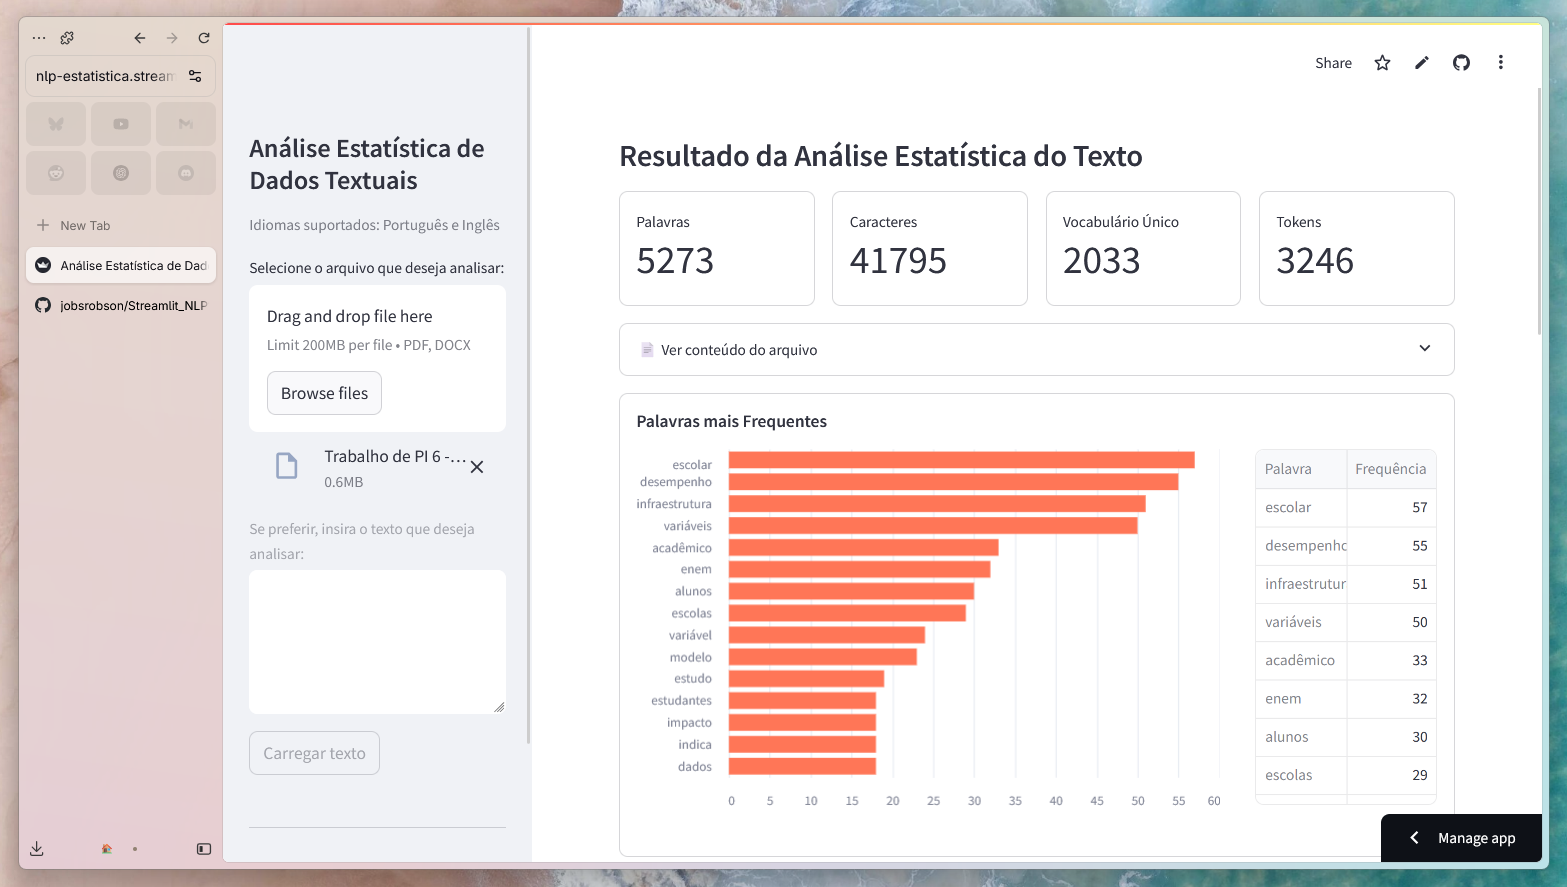 nlp-estatistica.stream
New Tab
Análise Estatística de Dad
jobsrobson/Streamlit_NLP
Análise Estatística de
Dados Textuais
Idiomas suportados: Português e Inglês
Selecione o arquivo que deseja analisar:
Drag and drop file here
Limit 200MB per file • PDF, DOCX
Browse files
Trabalho de PI 6 -...
0.6MB
Se preferir, insira o texto que deseja
analisar:
Carregar texto
Share
Resultado da Análise Estatística do Texto
Palavras
5273
Caracteres
41795
Vocabulário Único
2033
Tokens
3246
Ver conteúdo do arquivo
Palavras mais Frequentes
escolar
desempenho
infraestrutura
variáveis
acadêmico
enem
alunos
escolas
variável
modelo
estudo
estudantes
impacto
indica
dados
0 5 10 15 20 25 30 35 40 45 50 55 60
Palavra Frequência
escolar 57
desempenho 55
infraestrutur 51
variáveis 50
acadêmico 33
enem 32
alunos 30
escolas 29
Manage app